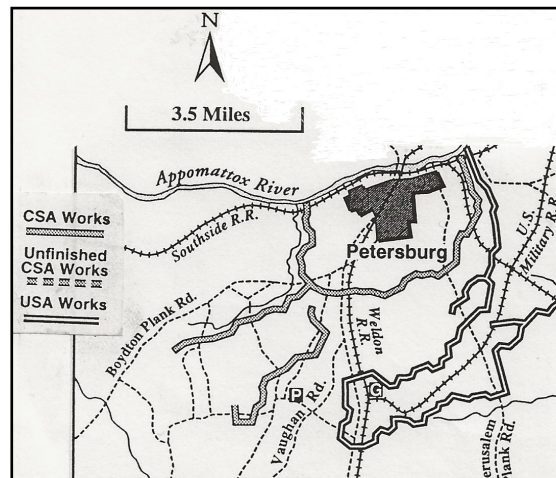 N
3.5 Miles
Appomattox River
CSA Works
Southside R.R.
Unfinished
CSA Works
USA Works
Petersburg
U.S.
Military R
Boydton Plank Rd.
Weldon
R.R.
P
G
Vaughan Rd.
erusalem
Plank Rd.